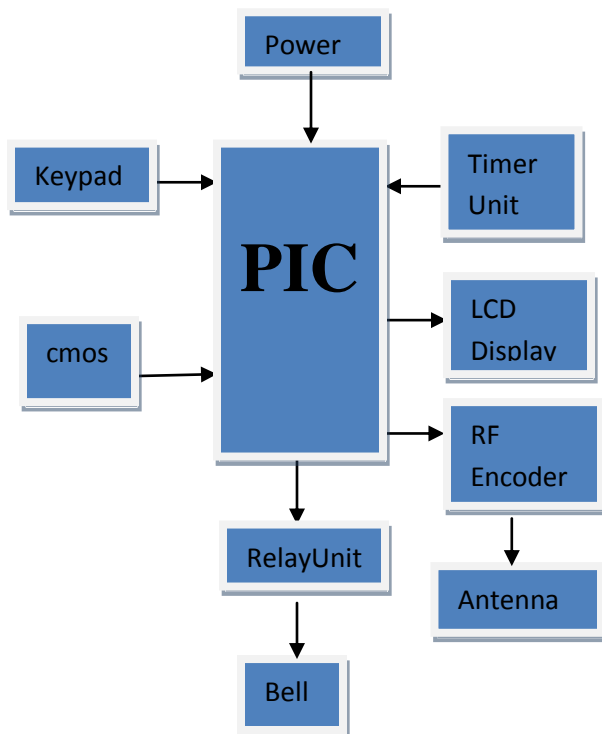 Power
Keypad
Timer
Unit
PIC
LCD
Display
cmos
RF
Encoder
RelayUnit
Antenna
Bell